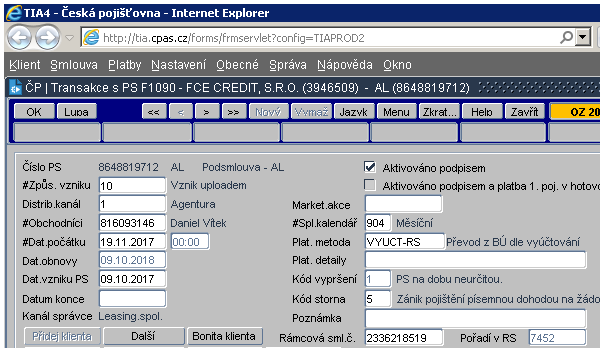 TIA4 - Česká pojišťovna - Internet Explorer
http://tia.cpas.cz/forms/frmservlet?config=TIAPROD2
Klient Smlouva Platby Nastavení Obecné Správa Nápověda Okno
ČP | Transakce s PS F1090 - FCE CREDIT, S.R.O. (3946509) - AL (8648819712)
OK Lupa << < > >> Nový Vymaž Jazyk Menu Zkrat... Help Zavřít OZ 20
Číslo PS 8648819712 AL Podsmlouva - AL Aktivováno podpisem
#Způs. vzniku 10 Vznik uploadem Aktivováno podpisem a platba 1. poj. v hotovo
Distrib.kanál 1 Agentura Market.akce
#Obchodníci 816093146 Daniel Vítek #Spl.kalendář 904 Měsíční
#Dat.počátku 19.11.2017 00:00 Plat. metoda VYUCT-RS Převod z BÚ dle vyúčtování
Dat.obnovy 09.10.2018 Plat. detaily
Dat.vzniku PS 09.10.2017 Kód vypršení 1 PS na dobu neurčitou.
Datum konce Kód storna 5 Zánik pojištění písemnou dohodou na žádo
Kanál správce Leasing.spol. Poznámka
Přidej klienta Další Bonita klienta Rámcová sml.č. 2336218519 Pořadí v RS 7452